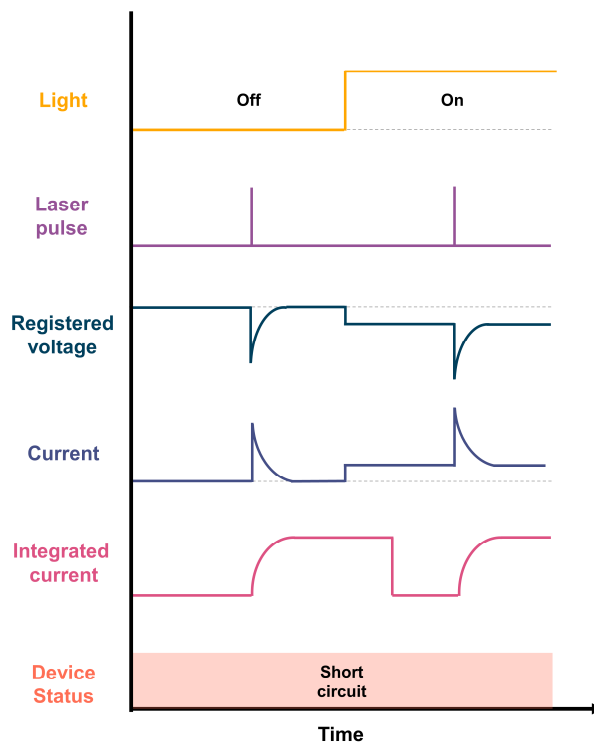 Light
Off
On
Laser
pulse
Registered
voltage
Current
Integrated
current
Device
Status
Short
circuit
Time